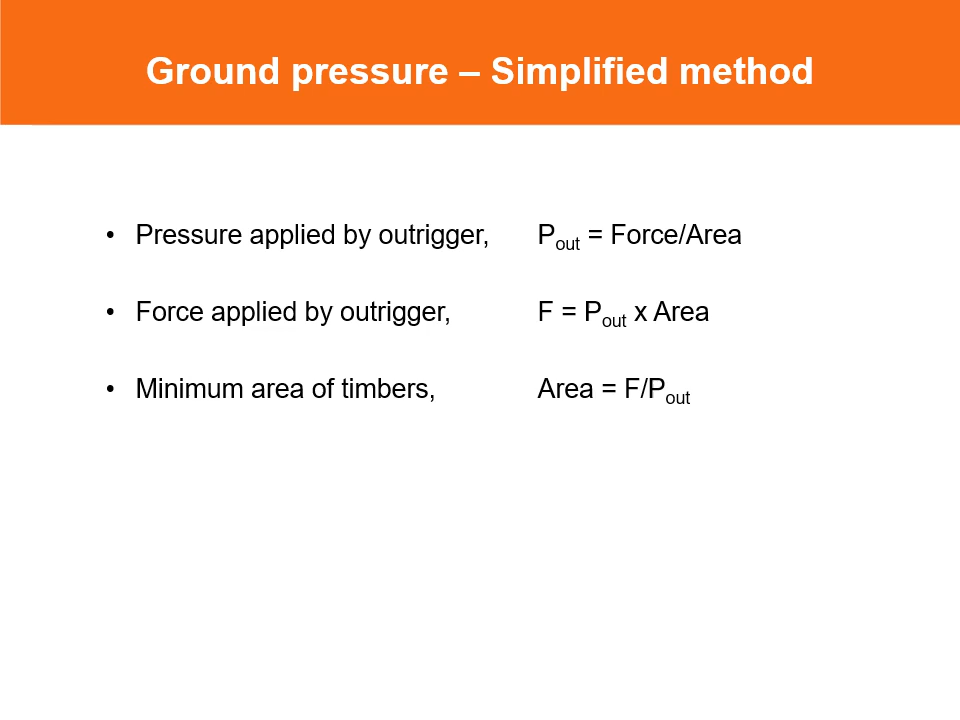 Ground pressure – Simplified method
• Pressure applied by outrigger, Pout = Force/Area
• Force applied by outrigger, F = Pout x Area
• Minimum area of timbers, Area = F/Pout